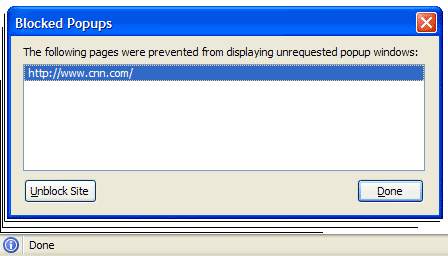 Blocked Popups
The following pages were prevented from displaying unrequested popup windows:
http://www.cnn.com/
Unblock Site
Done
Done